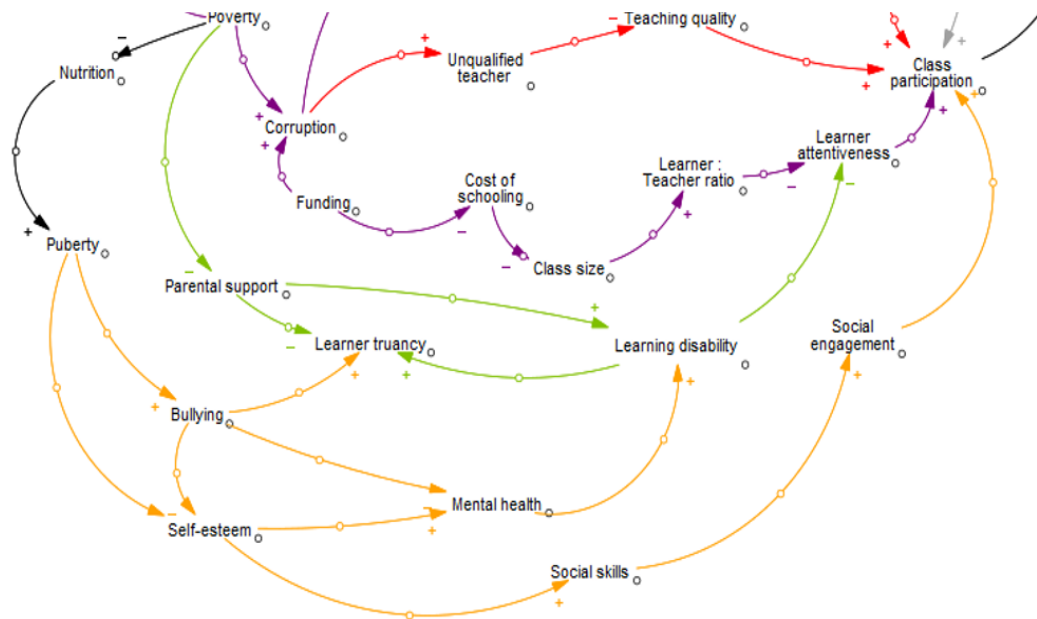 Poverty
Teaching quality
Nutrition
Unqualified
teacher
Class
participation
Corruption
Learner
attentiveness
Learner :
Teacher ratio
Cost of
schooling
Funding
Puberty
Class size
Parental support
Learner truancy
Learning disability
Social
engagement
Bullying
Mental health
Self-esteem
Social skills